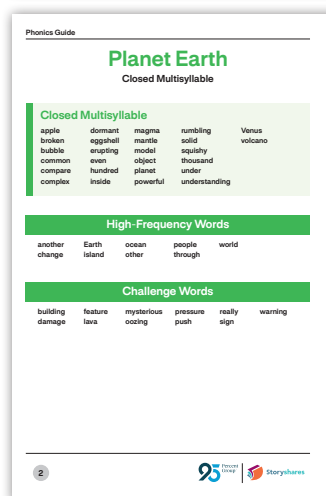 Phonics Guide
Planet Earth
Closed Multisyllable
Closed Multisyllable
apple dormant magma rumbling Venus
broken eggshell mantle solid volcano
bubble erupting model squishy
common even object thousand
compare hundred planet under
complex inside powerful understanding
High-Frequency Words
another Earth ocean people world
change island other through
Challenge Words
building feature mysterious pressure really warning
damage lava oozing push sign
2
95 Percent Group
Storyshares